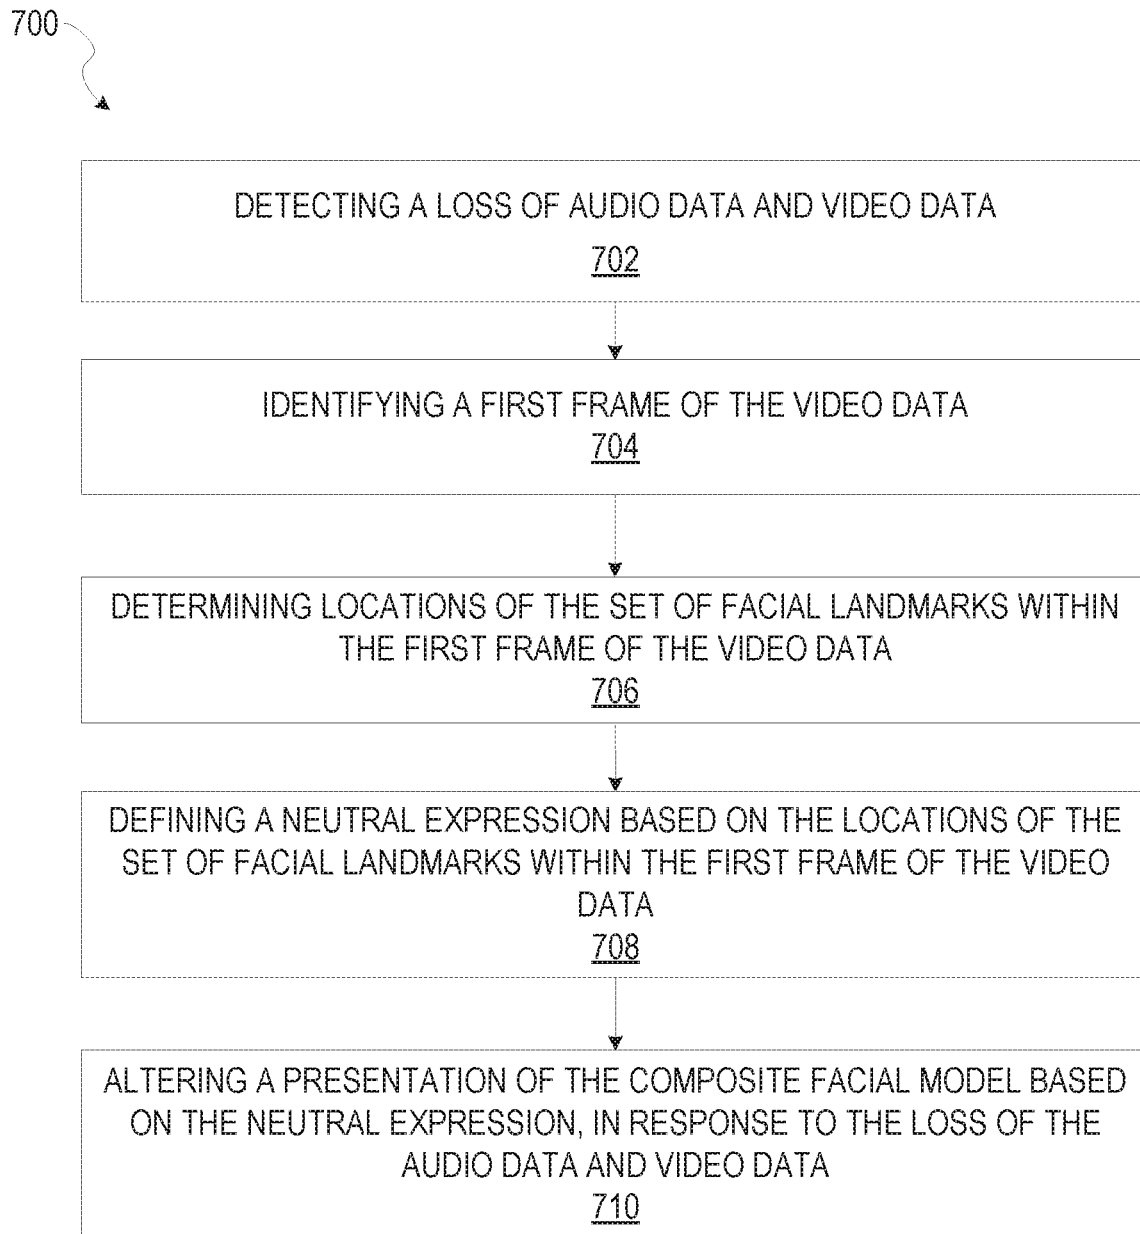 700
DETECTING A LOSS OF AUDIO DATA AND VIDEO DATA
702
IDENTIFYING A FIRST FRAME OF THE VIDEO DATA
704
DETERMINING LOCATIONS OF THE SET OF FACIAL LANDMARKS WITHIN
THE FIRST FRAME OF THE VIDEO DATA
706
DEFINING A NEUTRAL EXPRESSION BASED ON THE LOCATIONS OF THE
SET OF FACIAL LANDMARKS WITHIN THE FIRST FRAME OF THE VIDEO
DATA
708
ALTERING A PRESENTATION OF THE COMPOSITE FACIAL MODEL BASED
ON THE NEUTRAL EXPRESSION, IN RESPONSE TO THE LOSS OF THE
AUDIO DATA AND VIDEO DATA
710